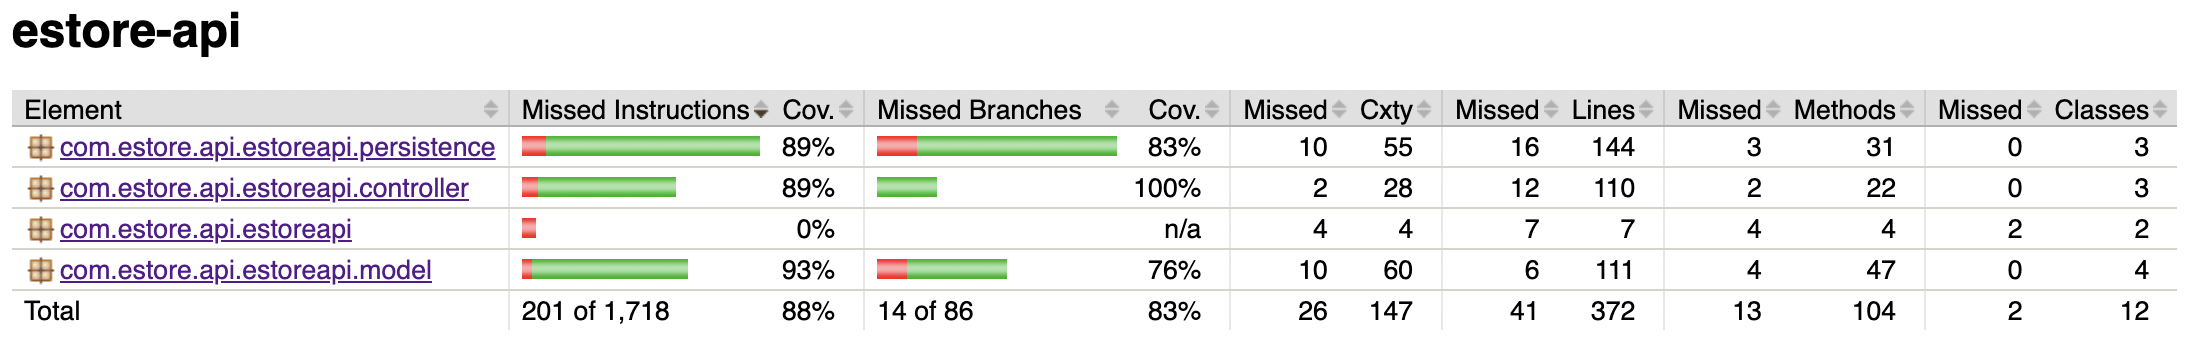 estore-api
Element Missed Instructions Cov. Missed Branches Cov. Missed Cxty Missed Lines Missed Methods Missed Classes
com.estore.api.estoreapi.persistence 89% 83% 10 55 16 144 3 31 0 3
com.estore.api.estoreapi.controller 89% 100% 2 28 12 110 2 22 0 3
com.estore.api.estoreapi 0% n/a 4 4 7 7 4 4 2 2
com.estore.api.estoreapi.model 93% 76% 10 60 6 111 4 47 0 4
Total 201 of 1,718 88% 14 of 86 83% 26 147 41 372 13 104 2 12